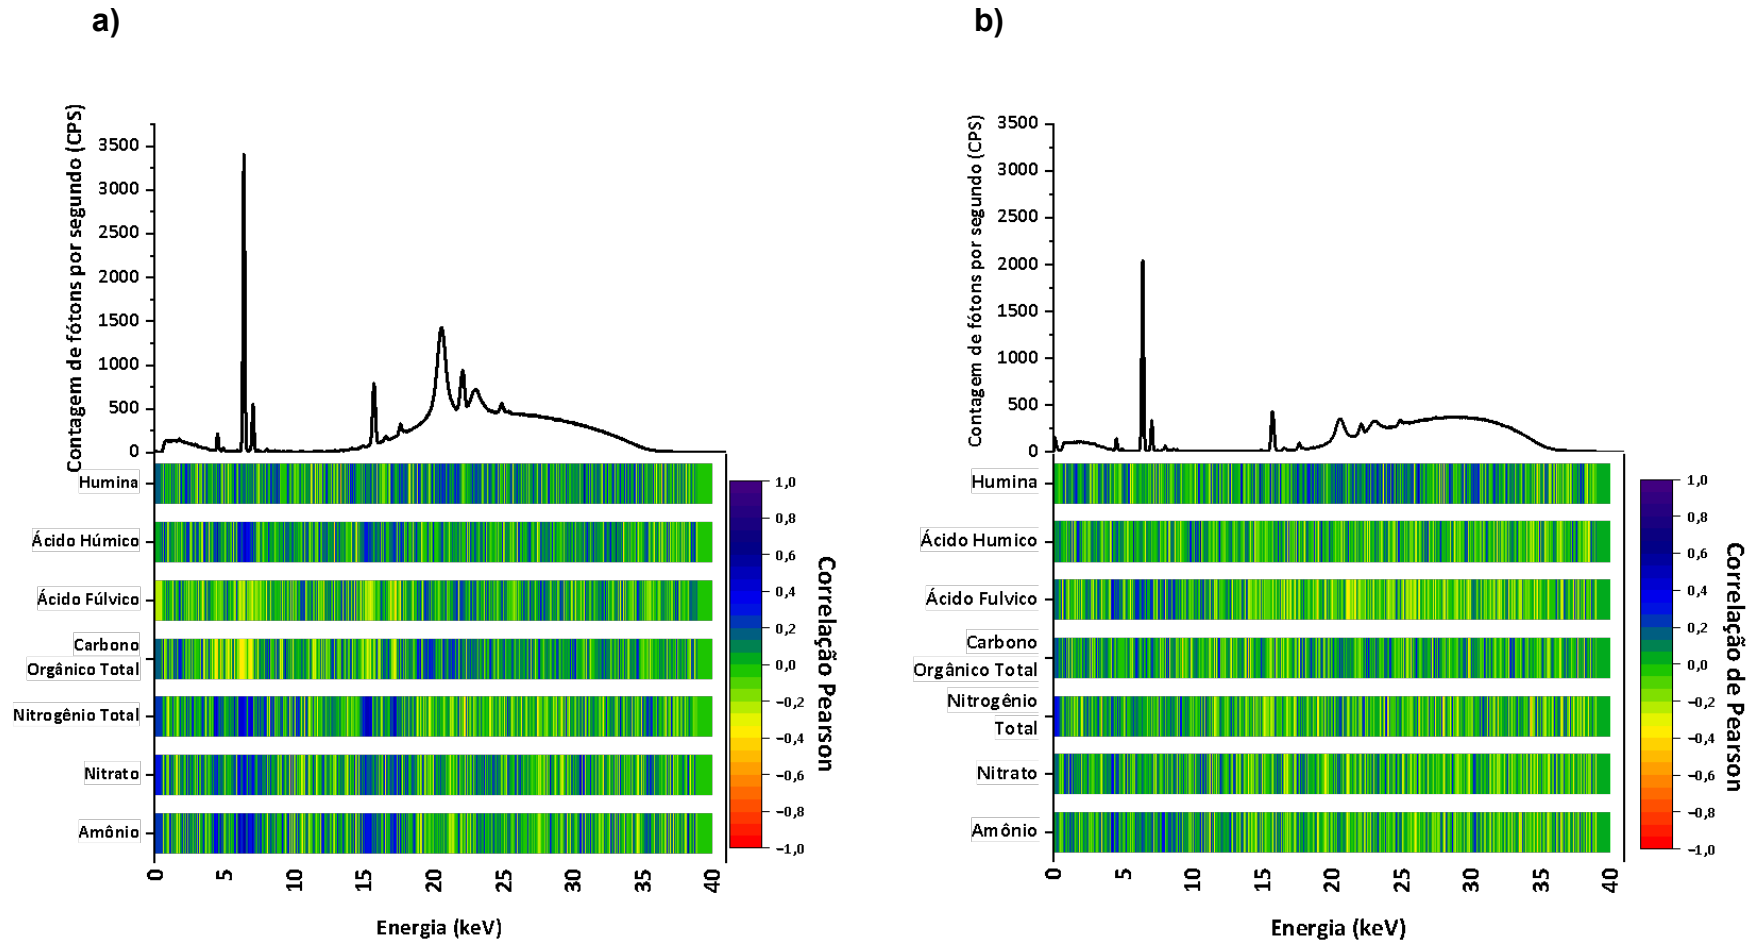 a)
Contagem de fótons por segundo (CPS)
3500
3000
2500
2000
1500
1000
500
0
Humina
Ácido Húmico
Ácido Fúlvico
Carbono
Orgânico Total
Nitrogênio Total
Nitrato
Amônio
0 5 10 15 20 25 30 35 40
Energia (keV)
1,0
0,8
0,6
0,4
0,2
0,0
−0,2
−0,4
−0,6
−0,8
−1,0
Correlação Pearson
b)
Contagem de fótons por segundo (CPS)
3500
3000
2500
2000
1500
1000
500
0
Humina
Ácido Humico
Ácido Fulvico
Carbono
Orgânico Total
Nitrogênio
Total
Nitrato
Amônio
0 5 10 15 20 25 30 35 40
Energia (keV)
1,0
0,8
0,6
0,4
0,2
0,0
−0,2
−0,4
−0,6
−0,8
−1,0
Correlação de Pearson